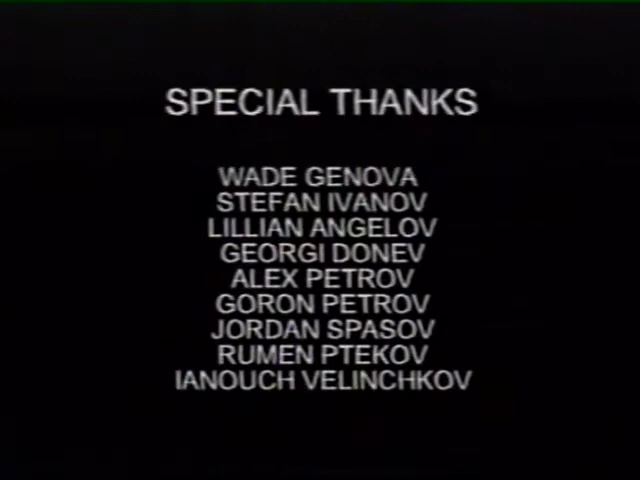 SPECIAL THANKS
WADE GENOVA
STEFAN IVANOV
LILLIAN ANGELOV
GEORGI DONEV
ALEX PETROV
GORON PETROV
JORDAN SPASOV
RUMEN PTEKOV
IANOUCH VELINCHKOV